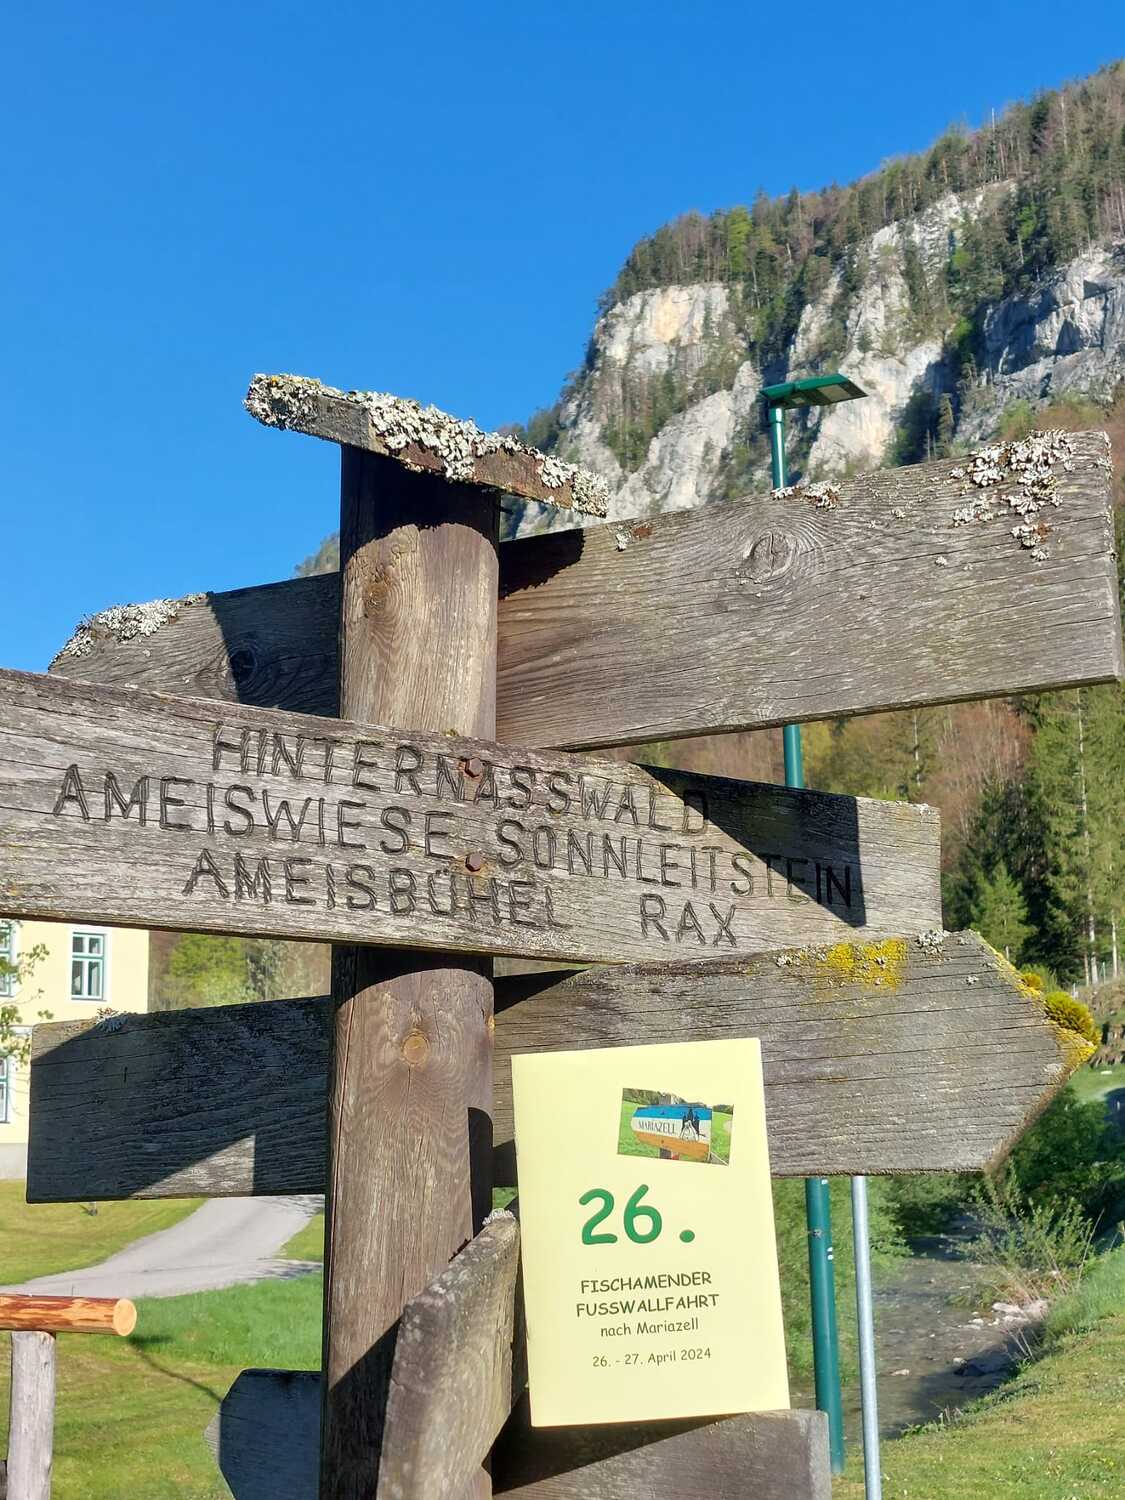 HINTERNASSWALD
AMEISWIESE SONNLEITSTEIN
AMEISBÜHEL RAX
MARIAZELL
26.
FISCHAMENDER
FUSSWALLFAHRT
nach Mariazell
26. - 27. April 2024